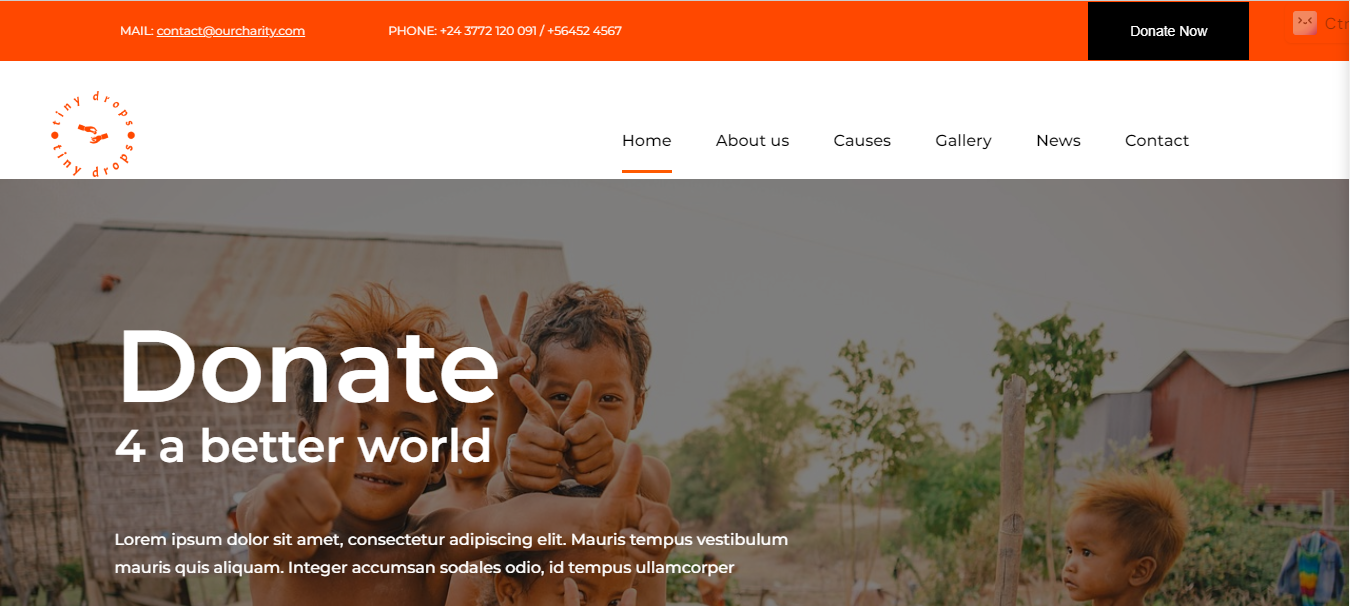 MAIL: contact@ourcharity.com
PHONE: +24 3772 120 091 / +56452 4567
Donate Now
Ctr
tiny drops
tiny drops
Home
About us
Causes
Gallery
News
Contact
Donate
4 a better world
Lorem ipsum dolor sit amet, consectetur adipiscing elit. Mauris tempus vestibulum
mauris quis aliquam. Integer accumsan sodales odio, id tempus ullamcorper